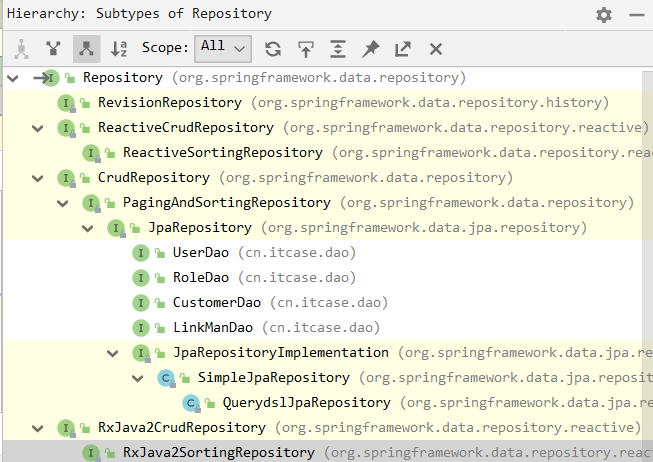 Hierarchy: Subtypes of Repository
Scope: All
Repository (org.springframework.data.repository)
RevisionRepository (org.springframework.data.repository.history)
ReactiveCrudRepository (org.springframework.data.repository.reactive)
ReactiveSortingRepository (org.springframework.data.repository.rea
CrudRepository (org.springframework.data.repository)
PagingAndSortingRepository (org.springframework.data.repository)
JpaRepository (org.springframework.data.jpa.repository)
UserDao (cn.itcase.dao)
RoleDao (cn.itcase.dao)
CustomerDao (cn.itcase.dao)
LinkManDao (cn.itcase.dao)
JpaRepositoryImplementation (org.springframework.data.jpa.re
SimpleJpaRepository (org.springframework.data.jpa.reposit
QuerydslJpaRepository (org.springframework.data.jpa.re
RxJava2CrudRepository (org.springframework.data.repository.reactive)
RxJava2SortingRepository (org.springframework.data.repository.reac